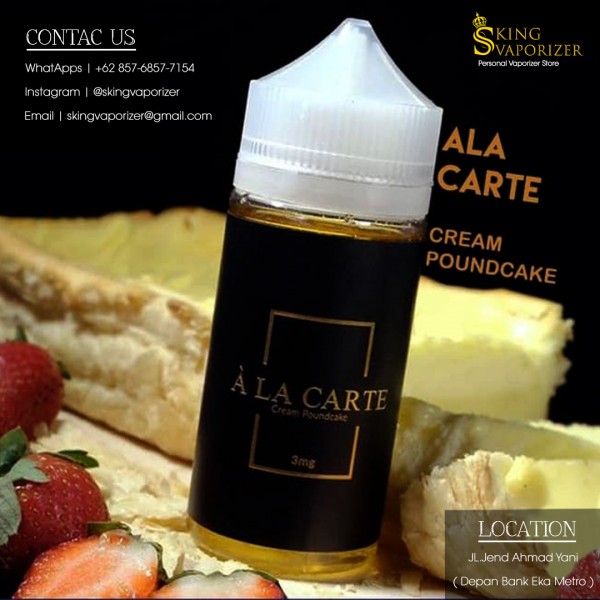 CONTAC US
WhatApps | +62 857-6857-7154
Instagram | @skingvaporizer
Email | skingvaporizer@gmail.com
SKING
VAPORIZER
Personal Vaporizer Store
ALA
CARTE
CREAM
POUNDCAKE
À LA CARTE
Cream Poundcake
3mg
LOCATION
JL.Jend Ahmad Yani
( Depan Bank Eka Metro )